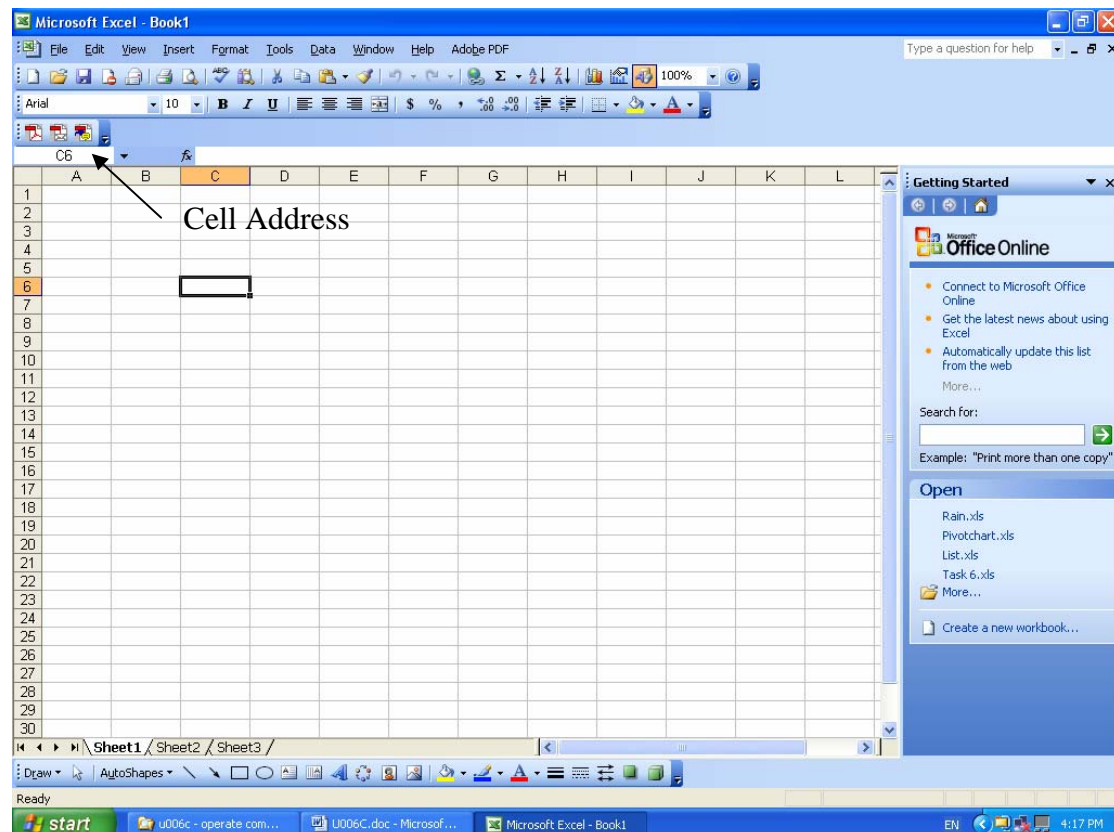 Microsoft Excel - Book1
File Edit View Insert Format Tools Data Window Help Adobe PDF Type a question for help
ABC Σ 100%
Arial 10 B I U $ % , .00 .00 A
C6 fx
A B C D E F G H I J K L
Cell Address
1
2
3
4
5
6
7
8
9
10
11
12
13
14
15
16
17
18
19
20
21
22
23
24
25
26
27
28
29
30
Getting Started
Microsoft
Office Online
Connect to Microsoft Office
Online
Get the latest news about using
Excel
Automatically update this list
from the web
More...
Search for:
Example: "Print more than one copy"
Open
Rain.xls
Pivotchart.xls
List.xls
Task 6.xls
More...
Create a new workbook...
Sheet1 / Sheet2 / Sheet3 /
Draw AutoShapes A A
Ready
start u006c - operate com... U006C.doc - Microsof... Microsoft Excel - Book1 EN 4:17 PM